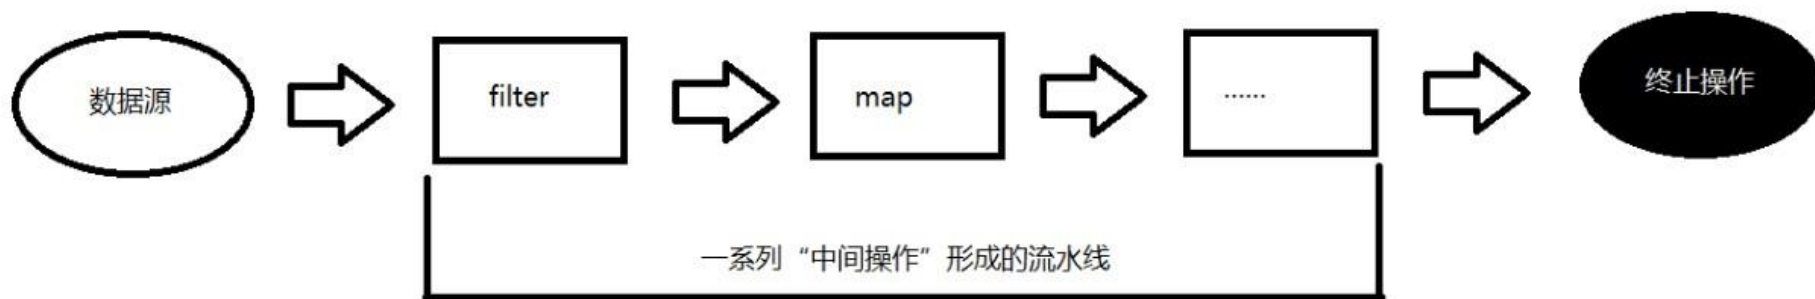 数据源
filter
map
......
终止操作
一系列“中间操作”形成的流水线